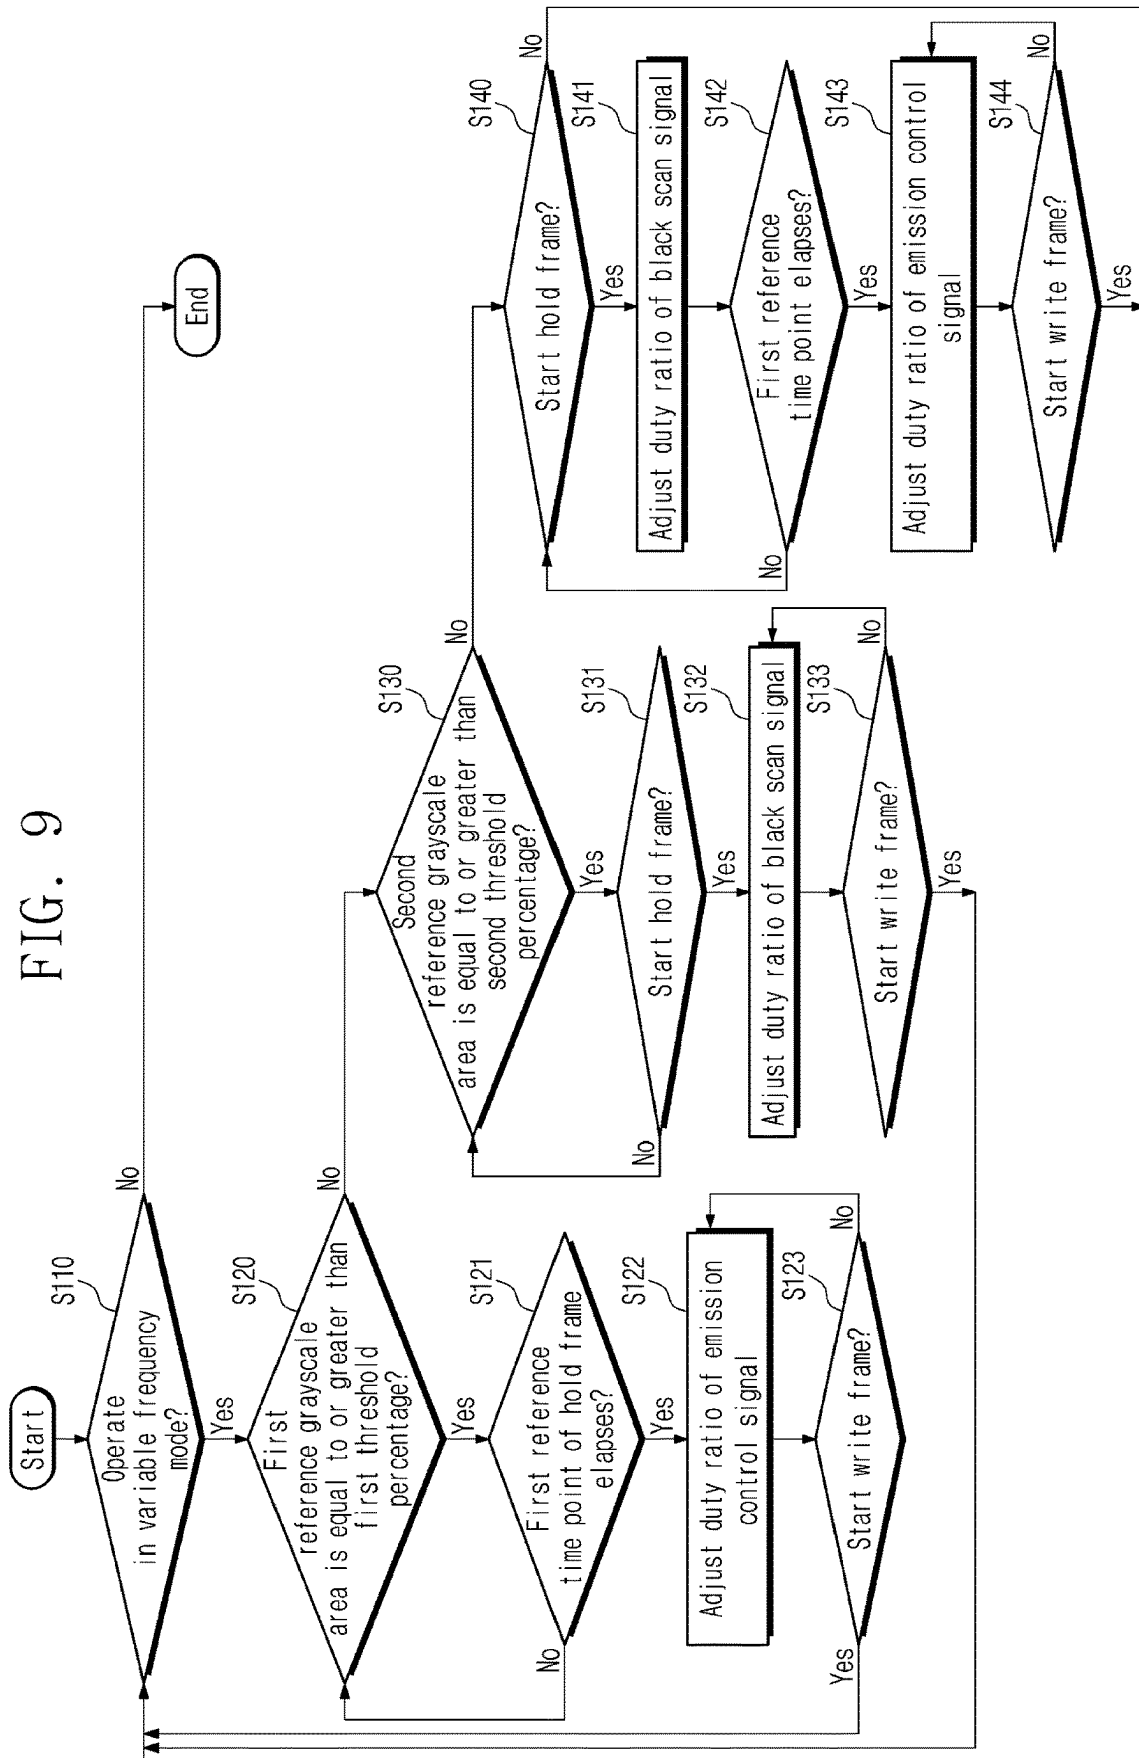 FIG. 9
Start
S110
Operate
in variable frequency
mode?
No
Yes
End
S120
First
reference grayscale
area is equal to or greater than
first threshold
percentage?
No
Yes
S121
First reference
time point of hold frame
elapses?
No
Yes
S122
Adjust duty ratio of emission
control signal
S123
Start write frame?
No
Yes
S130
Second
reference grayscale
area is equal to or greater than
second threshold
percentage?
No
Yes
S131
Start hold frame?
No
Yes
S132
Adjust duty ratio of black scan signal
S133
Start write frame?
No
Yes
S140
Start hold frame?
No
Yes
S141
Adjust duty ratio of black scan signal
S142
First reference
time point elapses?
No
Yes
S143
Adjust duty ratio of emission control
signal
S144
Start write frame?
No
Yes